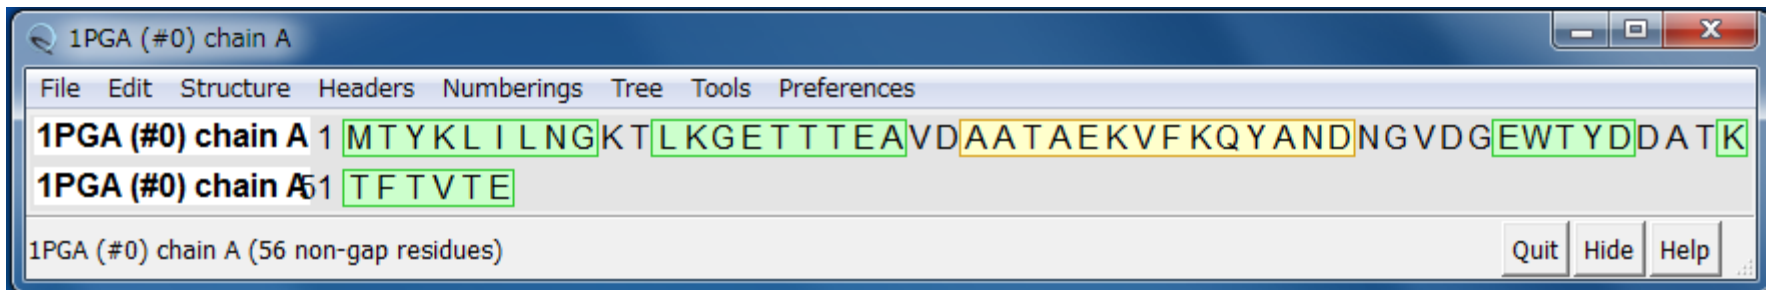 1PGA (#0) chain A
File Edit Structure Headers Numberings Tree Tools Preferences
1PGA (#0) chain A 1 MTYKLILNGKTLKGETTTEAVDAATAEKVFKQYANDNGVDGEWTYDDATK
1PGA (#0) chain A 51 TFTVTE
1PGA (#0) chain A (56 non-gap residues) Quit Hide Help